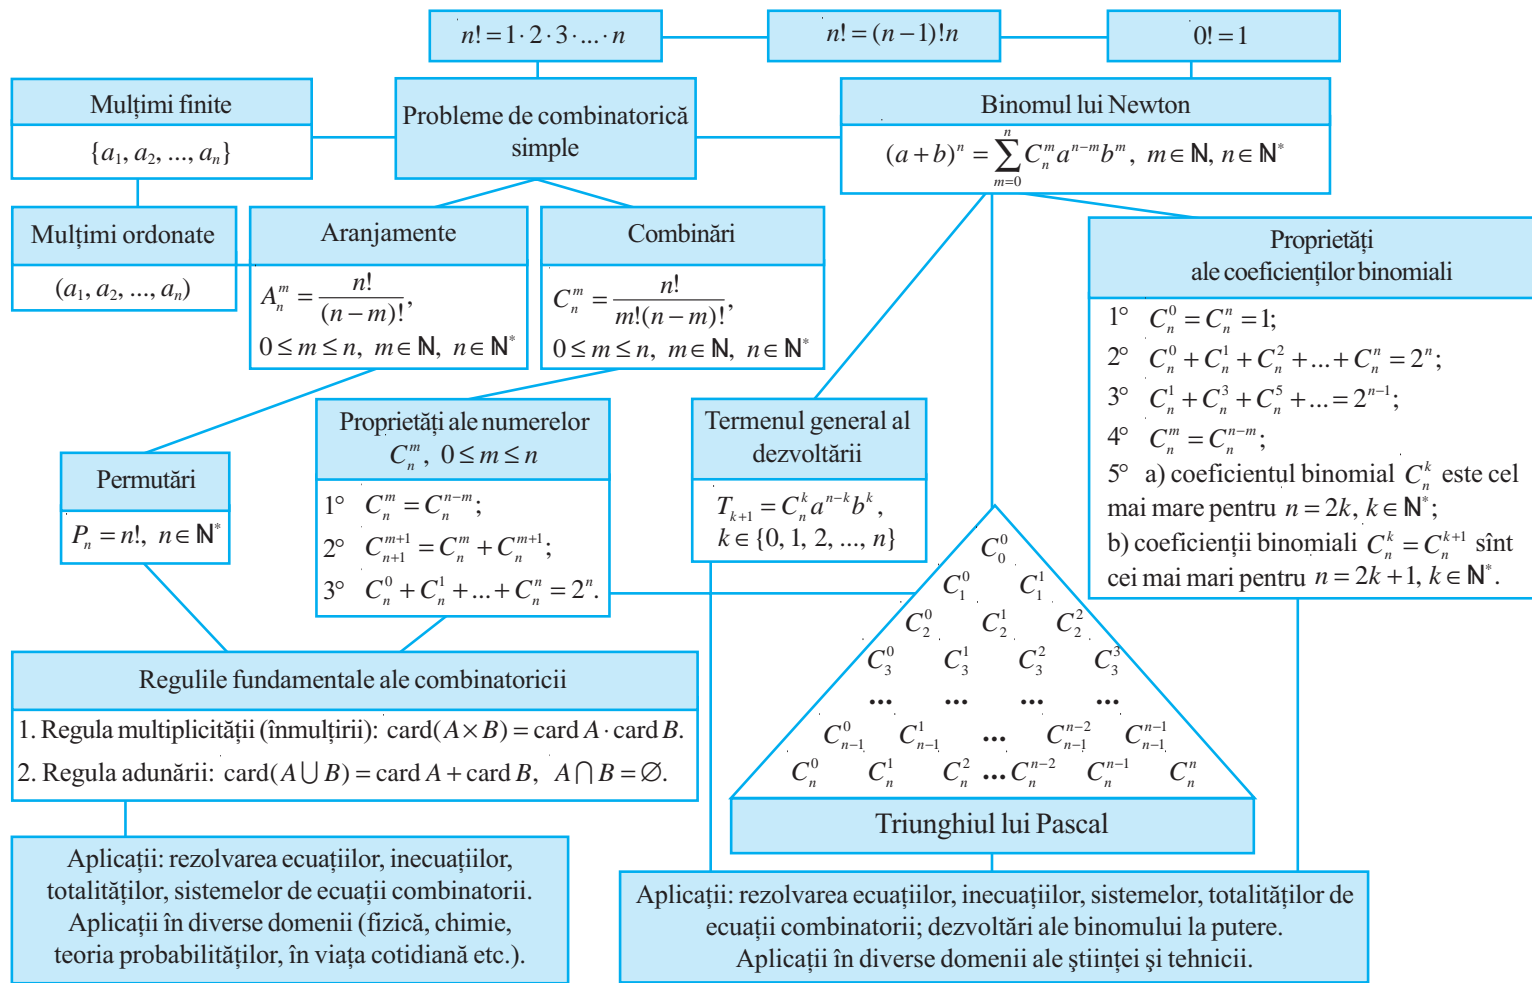 n! = 1 · 2 · 3 · ... · n
n! = (n − 1)! n
0! = 1
Mulțimi finite
{a₁, a₂, ..., aₙ}
Probleme de combinatorică
simple
Binomul lui Newton
(a + b)^n = \sum_{m=0}^{n} C_n^m a^{n−m} b^m, m ∈ ℕ, n ∈ ℕ*
Mulțimi ordonate
(a₁, a₂, ..., aₙ)
Aranjamente
A_n^m = \frac{n!}{(n − m)!},
0 ≤ m ≤ n, m ∈ ℕ, n ∈ ℕ*
Combinări
C_n^m = \frac{n!}{m!(n − m)!},
0 ≤ m ≤ n, m ∈ ℕ, n ∈ ℕ*
Proprietăți
ale coeficienților binomiali
1° C_n^0 = C_n^n = 1;
2° C_n^0 + C_n^1 + C_n^2 + ... + C_n^n = 2^n;
3° C_n^1 + C_n^3 + C_n^5 + ... = 2^{n−1};
4° C_n^m = C_n^{n−m};
5° a) coeficientul binomial C_n^k este cel
mai mare pentru n = 2k, k ∈ ℕ*;
b) coeficienții binomiali C_n^k = C_n^{k+1} sînt
cei mai mari pentru n = 2k + 1, k ∈ ℕ*.
Permutări
P_n = n!, n ∈ ℕ*
Proprietăți ale numerelor
C_n^m, 0 ≤ m ≤ n
1° C_n^m = C_n^{n−m};
2° C_{n+1}^{m+1} = C_n^m + C_n^{m+1};
3° C_n^0 + C_n^1 + ... + C_n^n = 2^n.
Termenul general al
dezvoltării
T_{k+1} = C_n^k a^{n−k} b^k,
k ∈ {0, 1, 2, ..., n}
C_0^0
C_1^0 C_1^1
C_2^0 C_2^1 C_2^2
C_3^0 C_3^1 C_3^2 C_3^3
... ... ... ...
C_{n−1}^0 C_{n−1}^1 ... C_{n−1}^{n−2} C_{n−1}^{n−1}
C_n^0 C_n^1 C_n^2 ... C_n^{n−2} C_n^{n−1} C_n^n
Triunghiul lui Pascal
Regulile fundamentale ale combinatoricii
1. Regula multiplicității (înmulțirii): card(A × B) = card A · card B.
2. Regula adunării: card(A ⋃ B) = card A + card B, A ⋂ B = ∅.
Aplicații: rezolvarea ecuațiilor, inecuațiilor,
totalităților, sistemelor de ecuații combinatorii.
Aplicații în diverse domenii (fizică, chimie,
teoria probabilităților, în viața cotidiană etc.).
Aplicații: rezolvarea ecuațiilor, inecuațiilor, sistemelor, totalităților de
ecuații combinatorii; dezvoltări ale binomului la putere.
Aplicații în diverse domenii ale ştiinței şi tehnicii.